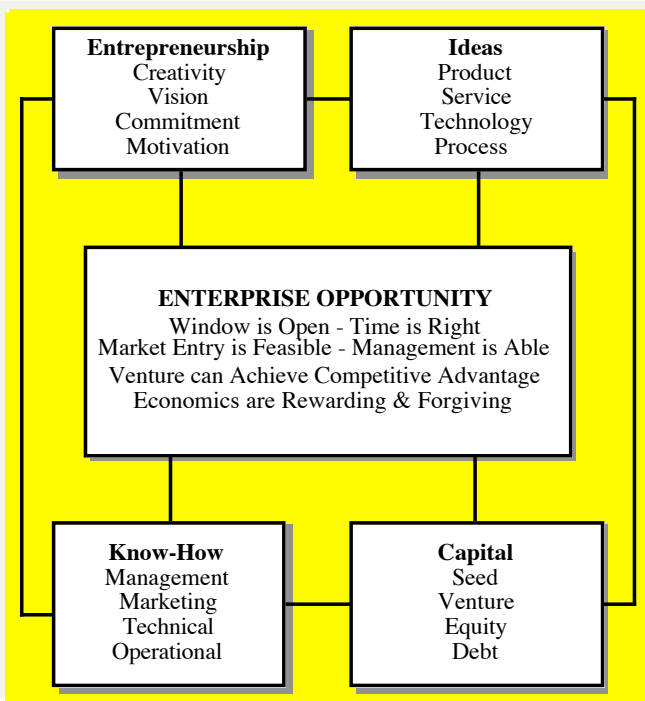 Entrepreneurship
Creativity
Vision
Commitment
Motivation
Ideas
Product
Service
Technology
Process
ENTERPRISE OPPORTUNITY
Window is Open - Time is Right
Market Entry is Feasible - Management is Able
Venture can Achieve Competitive Advantage
Economics are Rewarding & Forgiving
Know-How
Management
Marketing
Technical
Operational
Capital
Seed
Venture
Equity
Debt